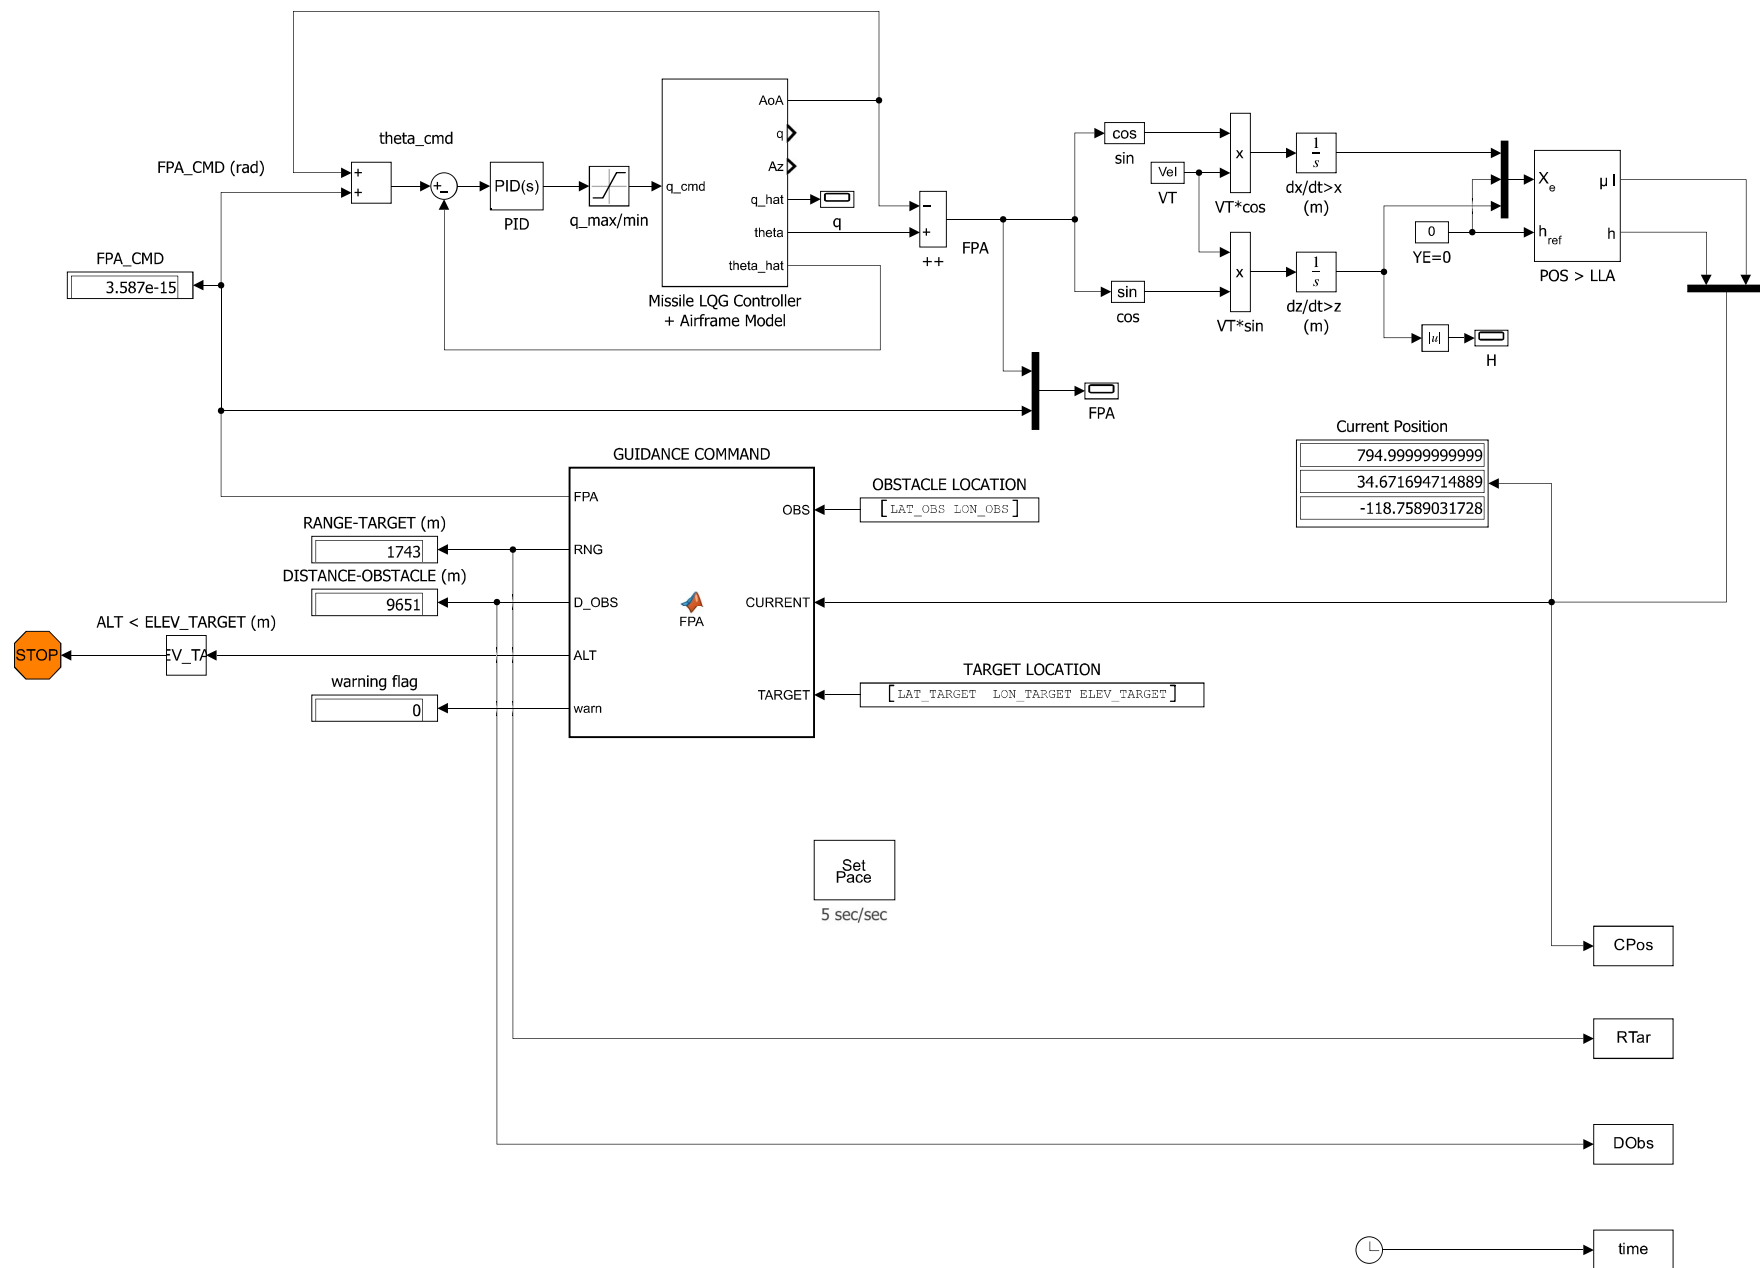 theta_cmd
FPA_CMD (rad)
+
+
+
−
PID(s)
PID
q_max/min
q_cmd
AoA
q
Az
q_hat
theta
theta_hat
Missile LQG Controller
+ Airframe Model
q
−
+
++
FPA
cos
sin
sin
cos
Vel
VT
x
VT*cos
x
VT*sin
1
s
dx/dt>x
(m)
1
s
dz/dt>z
(m)
0
YE=0
Xe
href
μ l
h
POS > LLA
|u|
H
FPA
FPA_CMD
3.587e-15
Current Position
794.99999999999
34.671694714889
-118.7589031728
GUIDANCE COMMAND
FPA
RNG
D_OBS
ALT
warn
FPA
OBS
CURRENT
TARGET
OBSTACLE LOCATION
[LAT_OBS LON_OBS]
TARGET LOCATION
[LAT_TARGET LON_TARGET ELEV_TARGET]
RANGE-TARGET (m)
1743
DISTANCE-OBSTACLE (m)
9651
ALT < ELEV_TARGET (m)
STOP
EV_TA
warning flag
0
Set
Pace
5 sec/sec
CPos
RTar
DObs
time